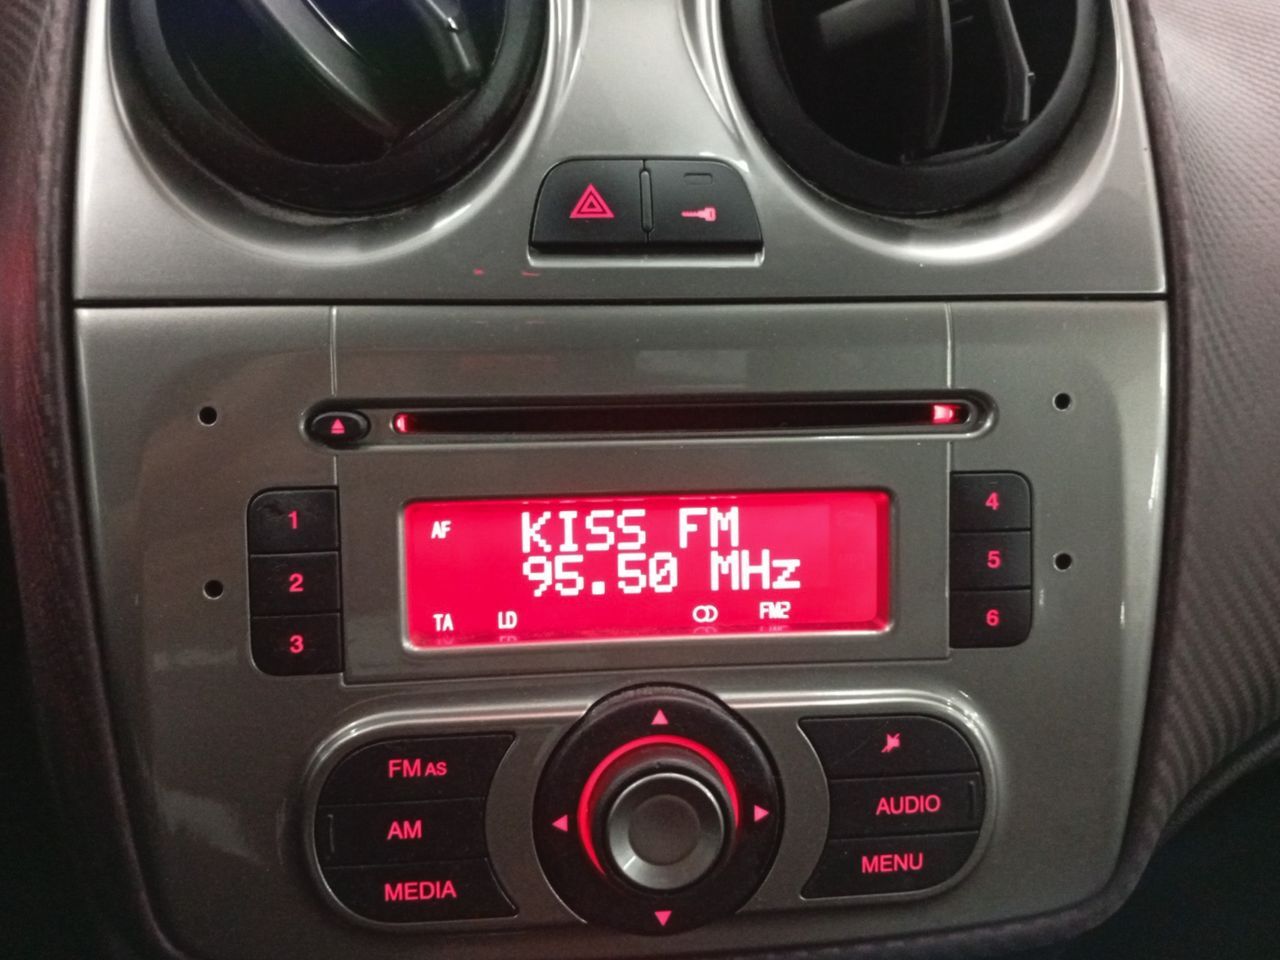 1
2
3
AF
KISS FM
95.50 MHz
TA LD FM2
4
5
6
FM AS
AM
MEDIA
AUDIO
MENU